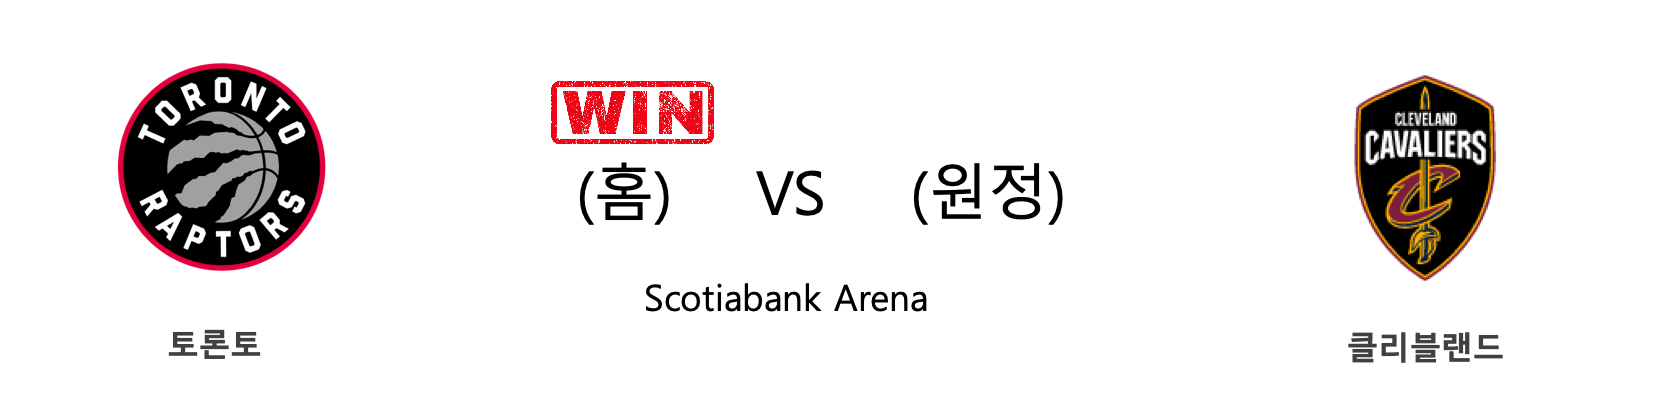 TORONTO
RAPTORS
토론토
WIN
(홈) VS (원정)
Scotiabank Arena
CLEVELAND
CAVALIERS
C
클리블랜드